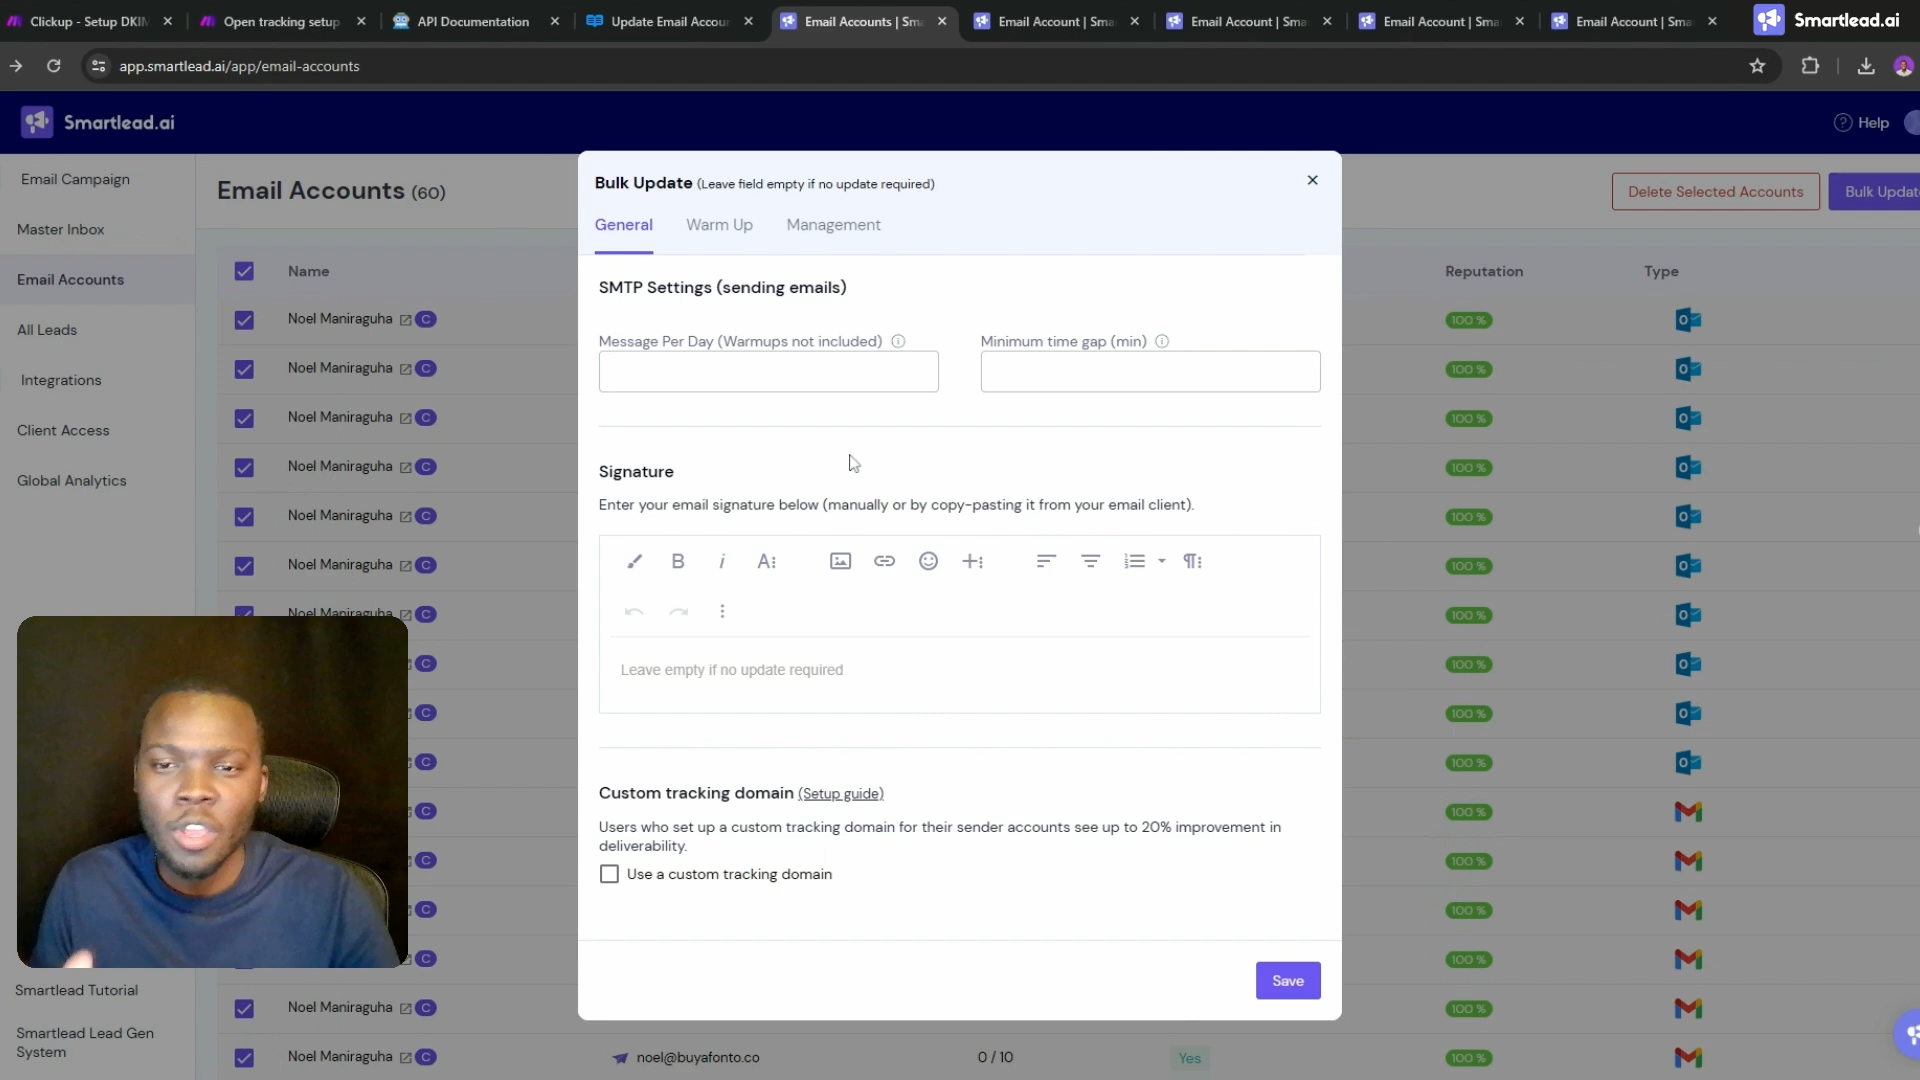 Clickup - Setup DKIM
Open tracking setup
API Documentation
Update Email Accour
Email Accounts | Sm
Email Account | Sma
Email Account | Sma
Email Account | Sma
Email Account | Sma
Smartlead.ai
app.smartlead.ai/app/email-accounts
Smartlead.ai
Help
Email Campaign
Master Inbox
Email Accounts
All Leads
Integrations
Client Access
Global Analytics
Smartlead Tutorial
Smartlead Lead Gen
System
Email Accounts (60)
Delete Selected Accounts
Bulk Updat
Name
Reputation
Type
Noel Maniraguha C
100 %
Noel Maniraguha C
100 %
Noel Maniraguha C
100 %
Noel Maniraguha C
100 %
Noel Maniraguha C
100 %
Noel Maniraguha C
100 %
Noel Maniraguha C
100 %
C
100 %
C
100 %
C
100 %
C
100 %
C
100 %
C
100 %
C
100 %
Noel Maniraguha C
100 %
Noel Maniraguha C
noel@buyafonto.co
0 / 10
Yes
100 %
Bulk Update (Leave field empty if no update required)
General
Warm Up
Management
SMTP Settings (sending emails)
Message Per Day (Warmups not included)
Minimum time gap (min)
Signature
Enter your email signature below (manually or by copy-pasting it from your email client).
Leave empty if no update required
Custom tracking domain (Setup guide)
Users who set up a custom tracking domain for their sender accounts see up to 20% improvement in
deliverability.
Use a custom tracking domain
Save